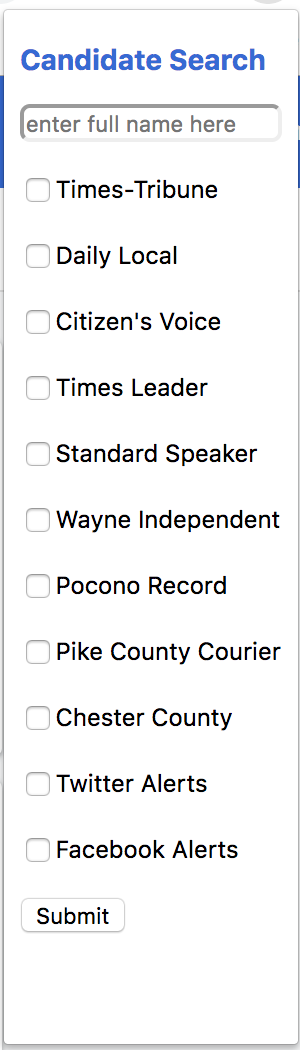 Candidate Search
enter full name here
Times-Tribune
Daily Local
Citizen's Voice
Times Leader
Standard Speaker
Wayne Independent
Pocono Record
Pike County Courier
Chester County
Twitter Alerts
Facebook Alerts
Submit